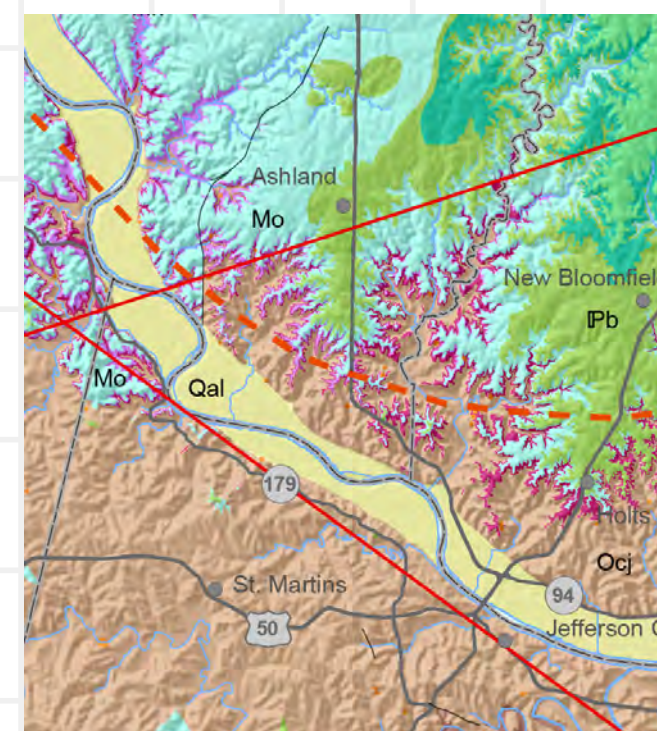 Ashland
Mo
New Bloomfiel
ℙb
Mo
Qal
179
Holts
Ocj
St. Martins
94
50
Jefferson C